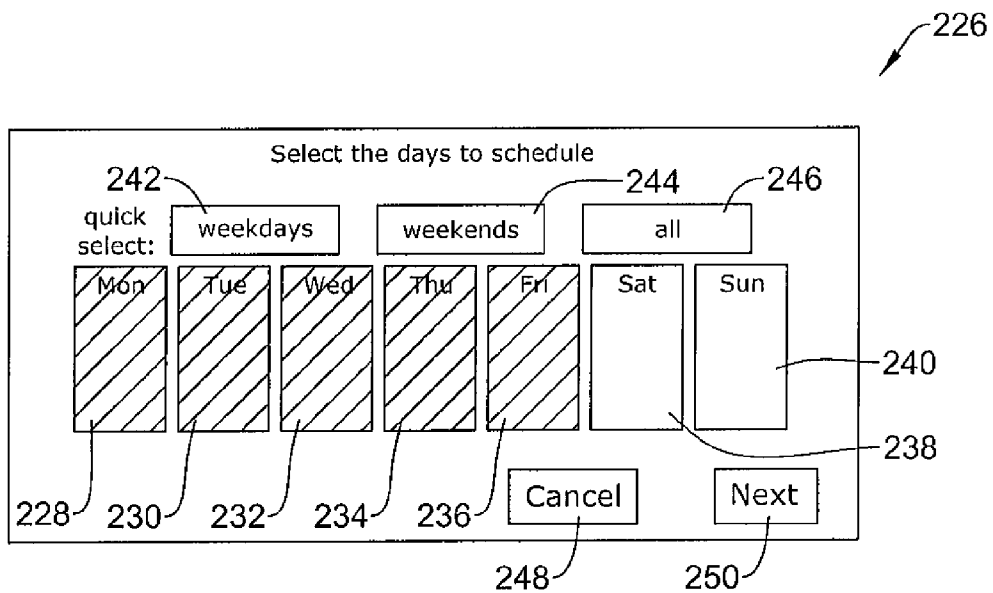 226
Select the days to schedule
242 244 246
quick select: weekdays weekends all
Mon Tue Wed Thu Fri Sat Sun
240
238
228 230 232 234 236 Cancel Next
248 250